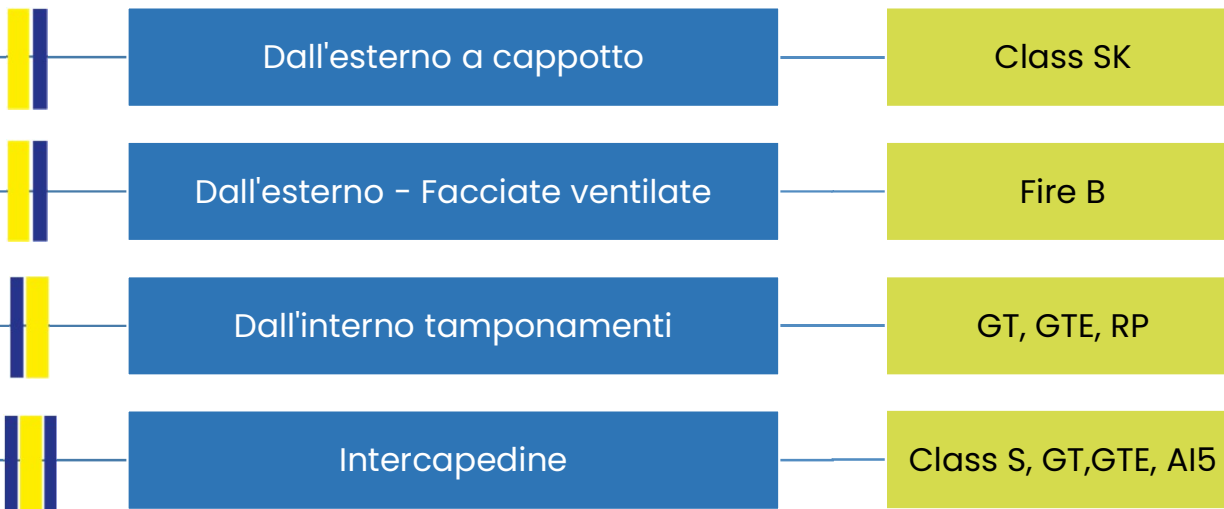 Dall'esterno a cappotto
Class SK
Dall'esterno - Facciate ventilate
Fire B
Dall'interno tamponamenti
GT, GTE, RP
Intercapedine
Class S, GT,GTE, AI5